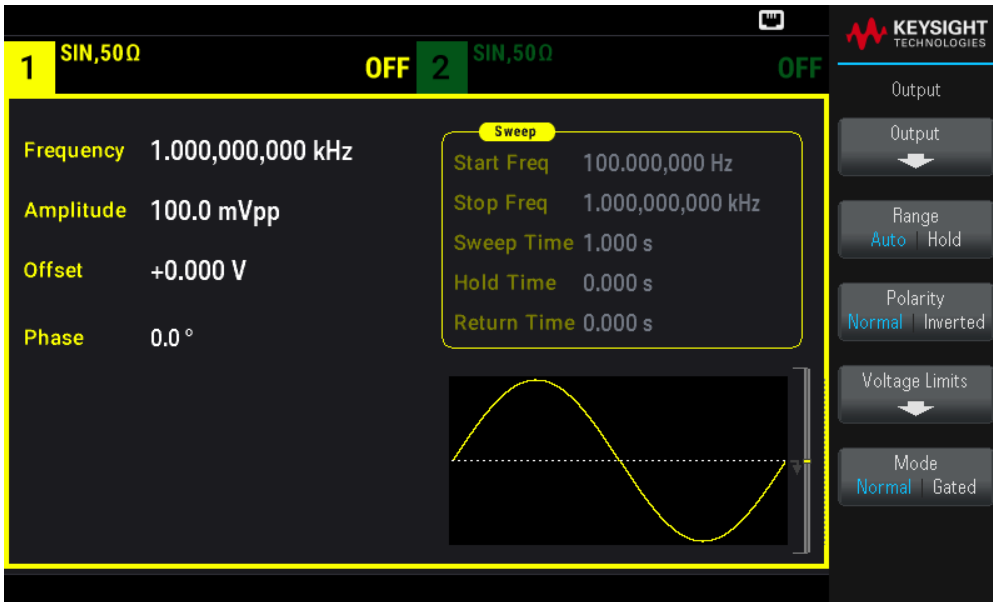 1 SIN,50Ω OFF
2 SIN,50Ω OFF
Frequency 1.000,000,000 kHz
Amplitude 100.0 mVpp
Offset +0.000 V
Phase 0.0 °
Sweep
Start Freq 100.000,000 Hz
Stop Freq 1.000,000,000 kHz
Sweep Time 1.000 s
Hold Time 0.000 s
Return Time 0.000 s
KEYSIGHT
TECHNOLOGIES
Output
Output
Range
Auto | Hold
Polarity
Normal | Inverted
Voltage Limits
Mode
Normal | Gated